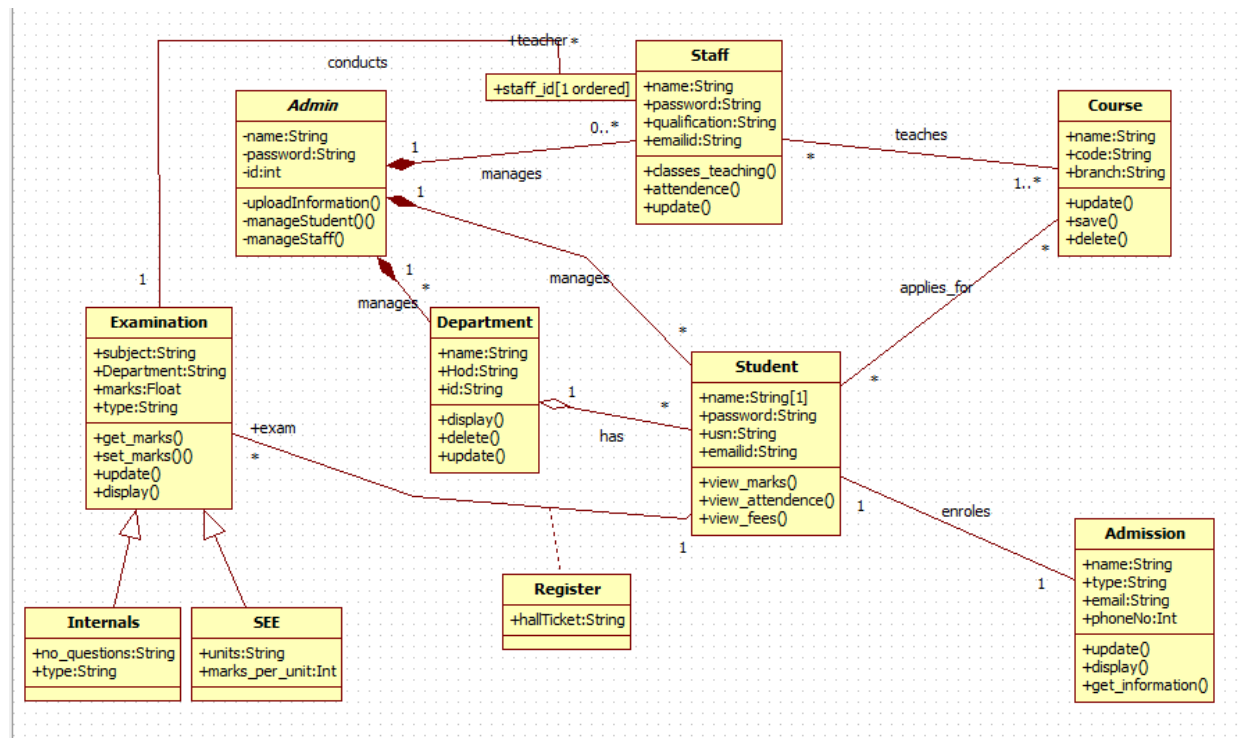 +teacher *
conducts
Staff
+staff_id[1 ordered]
+name:String
+password:String
+qualification:String
+emailid:String
+classes_teaching()
+attendence()
+update()
Admin
-name:String
-password:String
-id:int
-uploadInformation()
-manageStudent()()
-manageStaff()
Course
+name:String
+code:String
+branch:String
+update()
+save()
+delete()
1
0..*
manages
teaches
*
1..*
1
manages
*
1
*
manages
*
applies_for
*
1
Examination
+subject:String
+Department:String
+marks:Float
+type:String
+get_marks()
+set_marks()()
+update()
+display()
Department
+name:String
+Hod:String
+id:String
+display()
+delete()
+update()
1
*
has
Student
+name:String[1]
+password:String
+usn:String
+emailid:String
+view_marks()
+view_attendence()
+view_fees()
+exam
*
1
1
enroles
1
Admission
+name:String
+type:String
+email:String
+phoneNo:Int
+update()
+display()
+get_information()
Register
+hallTicket:String
Internals
+no_questions:String
+type:String
SEE
+units:String
+marks_per_unit:Int